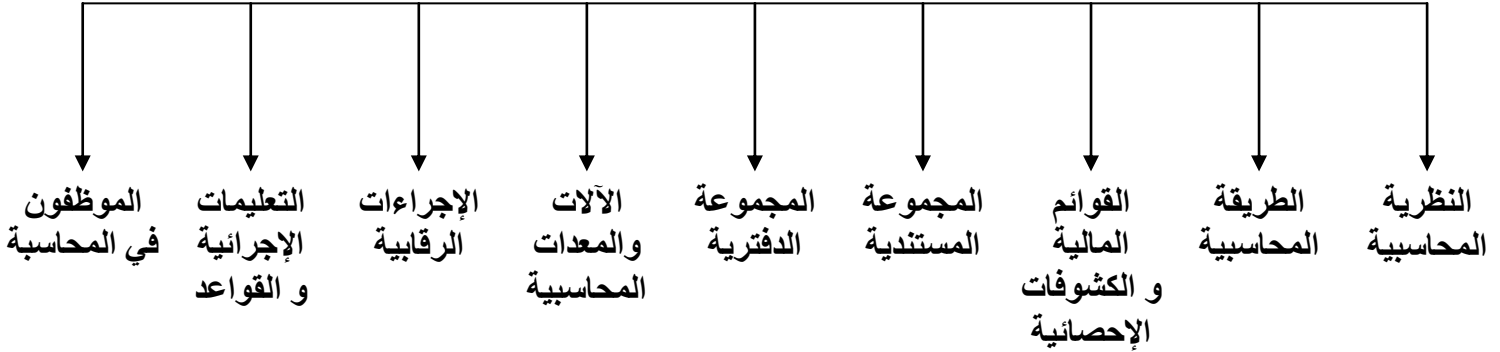 النظرية
المحاسبية
الطريقة
المحاسبية
القوائم
المالية
و الكشوفات
الإحصائية
المجموعة
المستندية
المجموعة
الدفترية
الآلات
والمعدات
المحاسبية
الإجراءات
الرقابية
التعليمات
الإجرائية
و القواعد
الموظفون
في المحاسبة